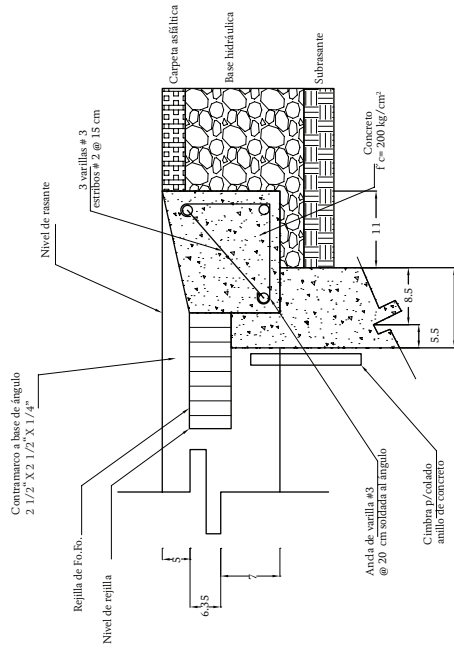 Contramarco a base de ángulo
2 1/2" X 2 1/2" X 1/4"
Rejilla de Fo.Fo.
Nivel de rejilla
Nivel de rasante
3 varillas # 3
estribos # 2 @ 15 cm
Carpeta asfáltica
Base hidráulica
Subrasante
Concreto
f´c= 200 kg/cm²
11
8.5
5.5
5
6.35
7
Ancla de varilla #3
@ 20 cm soldada al ángulo
Cimbra p/colado
anillo de concreto